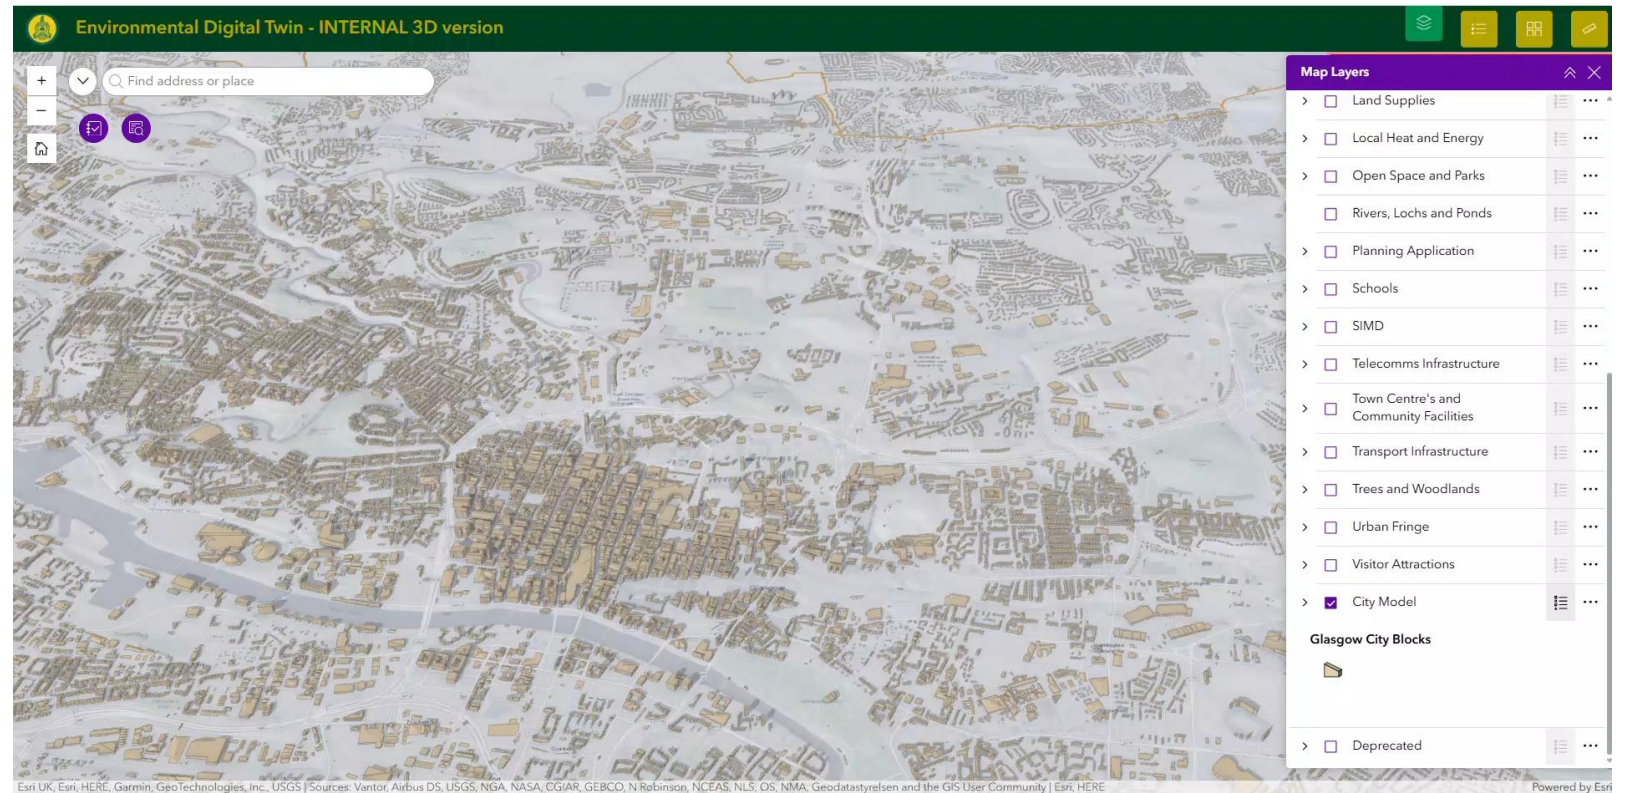 Environmental Digital Twin - INTERNAL 3D version
Find address or place
Map Layers
Land Supplies
Local Heat and Energy
Open Space and Parks
Rivers, Lochs and Ponds
Planning Application
Schools
SIMD
Telecomms Infrastructure
Town Centre's and
Community Facilities
Transport Infrastructure
Trees and Woodlands
Urban Fringe
Visitor Attractions
City Model
Glasgow City Blocks
Deprecated
Esri UK, Esri, HERE, Garmin, GeoTechnologies, Inc., USGS | Sources: Vantor, Airbus DS, USGS, NGA, NASA, CGIAR, GEBCO, N Robinson, NCEAS, NLS, OS, NMA, Geodatastyrelsen and the GIS User Community | Esri, HERE
Powered by Esri